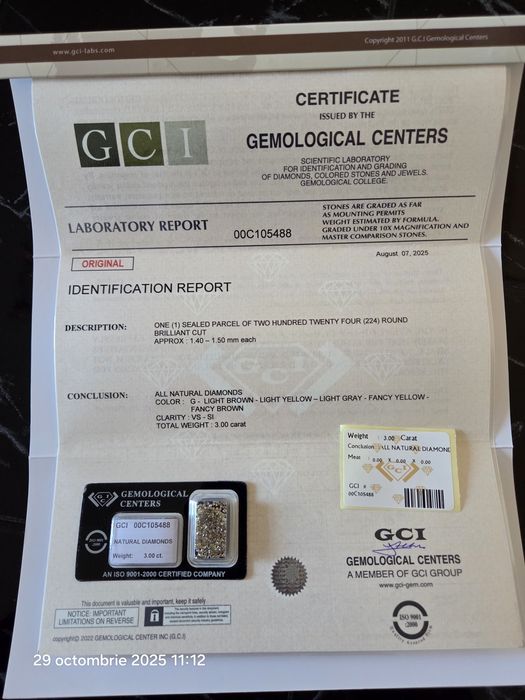 www.gci-labs.com
Copyright 2011 G.C.I Gemological Centers
GCI
CERTIFICATE
ISSUED BY THE
GEMOLOGICAL CENTERS
SCIENTIFIC LABORATORY
FOR IDENTIFICATION AND GRADING
OF DIAMONDS, COLORED STONES AND JEWELS.
GEMOLOGICAL COLLEGE.
LABORATORY REPORT
00C105488
STONES ARE GRADED AS FAR
AS MOUNTING PERMITS
WEIGHT ESTIMATED BY FORMULA.
GRADED UNDER 10X MAGNIFICATION AND
MASTER COMPARISON STONES.
August 07, 2025
ORIGINAL
IDENTIFICATION REPORT
DESCRIPTION:
ONE (1) SEALED PARCEL OF TWO HUNDRED TWENTY FOUR (224) ROUND
BRILLIANT CUT
APPROX : 1.40 - 1.50 mm each
CONCLUSION:
ALL NATURAL DIAMONDS
COLOR : G - LIGHT BROWN - LIGHT YELLOW – LIGHT GRAY - FANCY YELLOW -
FANCY BROWN
CLARITY : VS - SI
TOTAL WEIGHT : 3.00 carat
Weight : 3.00 Carat
Conclusion ALL NATURAL DIAMOND
Meat : 0.00 X 0.00 X 0.00
GCI #
00C105488
GCI
GEMOLOGICAL
CENTERS
GCI 00C105488
NATURAL DIAMONDS
Weight: 3.00 ct.
AN ISO 9001-2000 CERTIFIED COMPANY
GCI
GEMOLOGICAL CENTERS
A MEMBER OF GCI GROUP
www.gci-gem.com
ISO 9001
:2000
This document is valuable and important, keep it safely
NOTICE: IMPORTANT
LIMITATIONS ON REVERSE
copyright© 2022 GEMOLOGICAL CENTER INC (G.C.I)
29 octombrie 2025 11:12